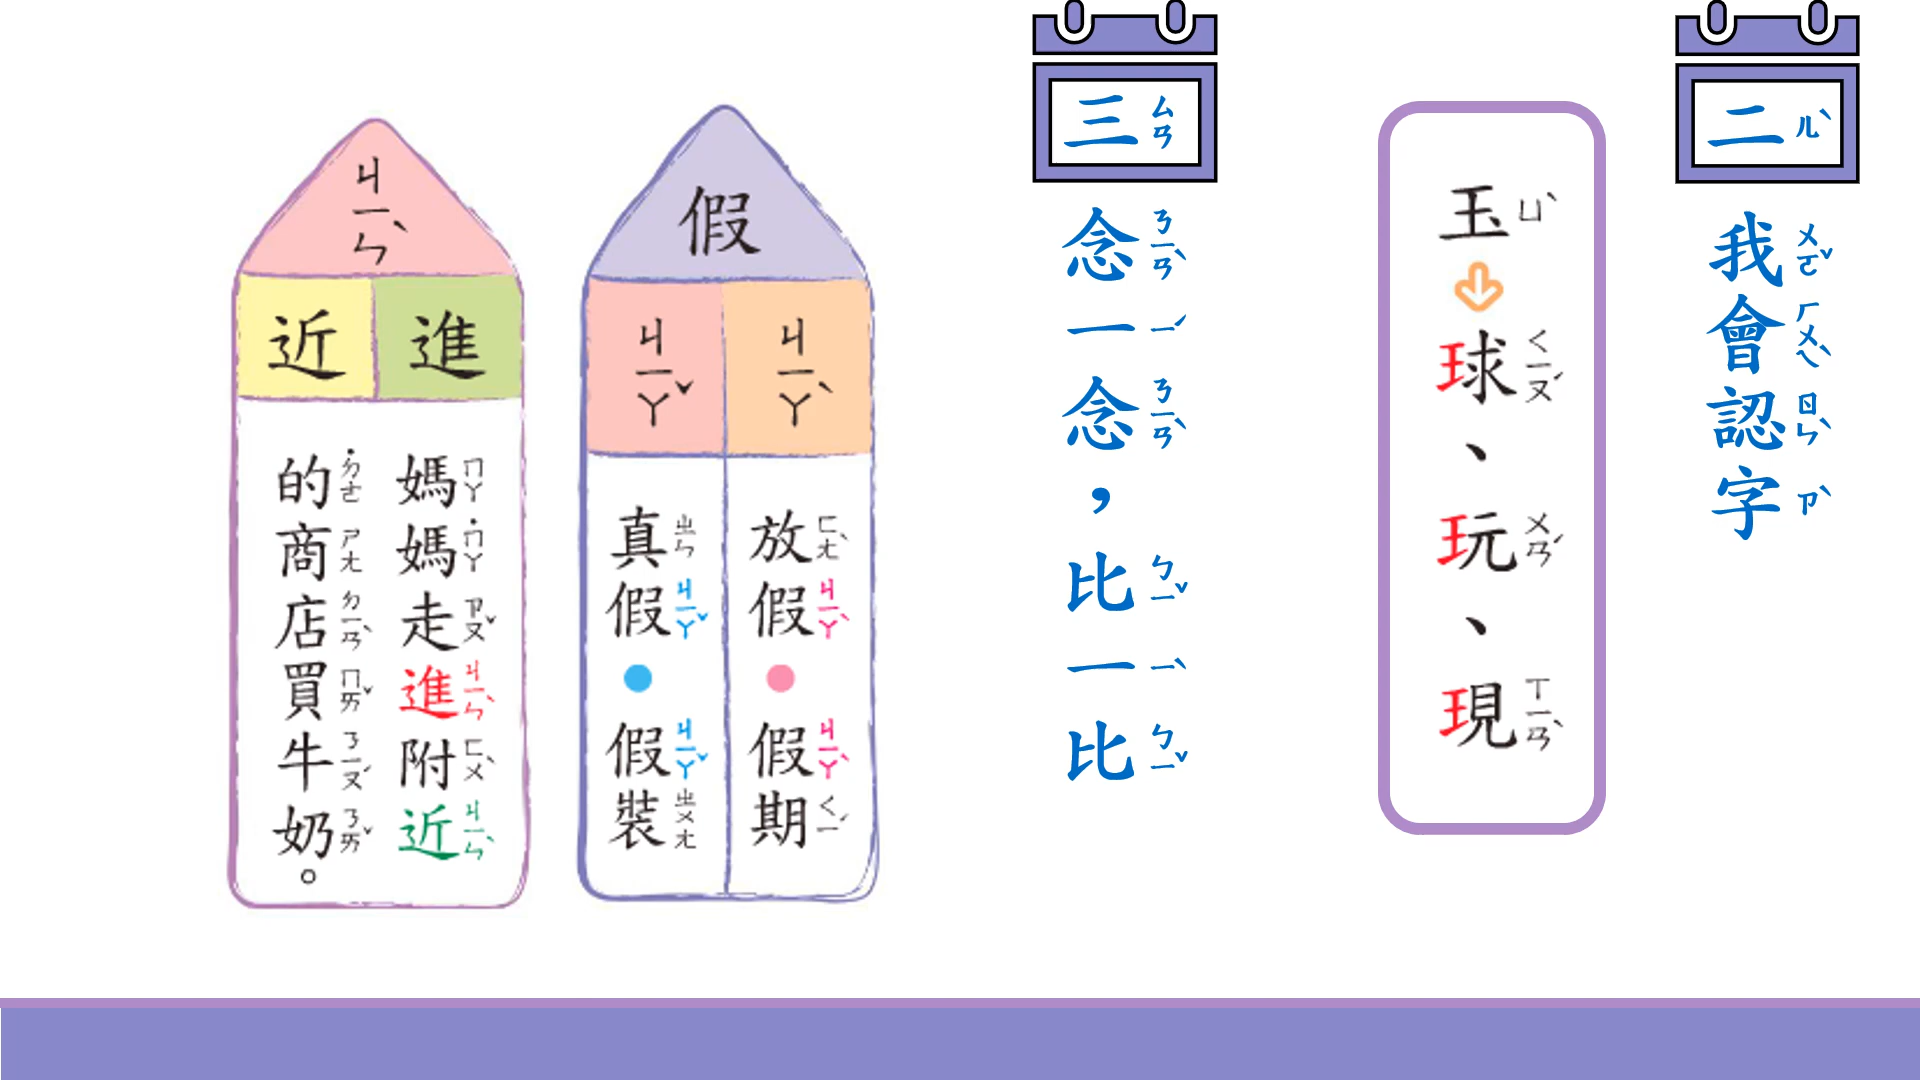 二ㄦˋ
我ㄨㄛˇ會ㄏㄨㄟˋ認ㄖㄣˋ字ㄗˋ
玉ㄩˋ
球ㄑㄧㄡˊ、玩ㄨㄢˊ、現ㄒㄧㄢˋ
三ㄙㄢ
念ㄋㄧㄢˋ一ㄧˊ念ㄋㄧㄢˋ，比ㄅㄧˇ一ㄧˋ比ㄅㄧˇ
假
ㄐㄧㄚˋ
放ㄈㄤˋ假ㄐㄧㄚˋ●假ㄐㄧㄚˋ期ㄑㄧˊ
ㄐㄧㄚˇ
真ㄓㄣ假ㄐㄧㄚˇ●假ㄐㄧㄚˇ裝ㄓㄨㄤ
ㄐㄧㄣˋ
進
近
媽ㄇㄚ媽˙ㄇㄚ走ㄗㄡˇ進ㄐㄧㄣˋ附ㄈㄨˋ近ㄐㄧㄣˋ
的˙ㄉㄜ商ㄕㄤ店ㄉㄧㄢˋ買ㄇㄞˇ牛ㄋㄧㄡˊ奶ㄋㄞˇ。